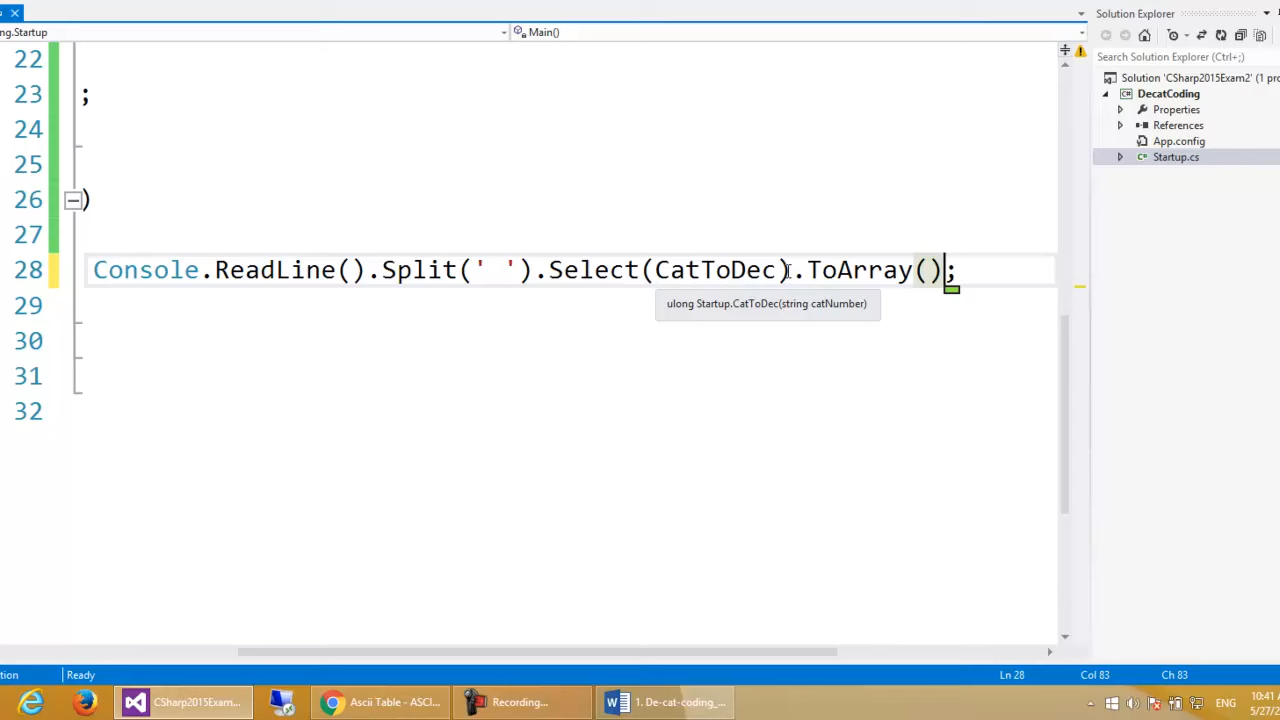 ng.Startup
Main()
Solution Explorer
Search Solution Explorer (Ctrl+;)
Solution 'CSharp2015Exam2' (1 pro
DecatCoding
Properties
References
App.config
Startup.cs
22
23 ;
24
25
26 )
27
28 Console.ReadLine().Split(' ').Select(CatToDec).ToArray();
ulong Startup.CatToDec(string catNumber)
29
30
31
32
tion Ready Ln 28 Col 83 Ch 83
CSharp2015Exam...
Ascii Table - ASCI...
Recording...
1. De-cat-coding_...
ENG
10:41 A
5/27/2